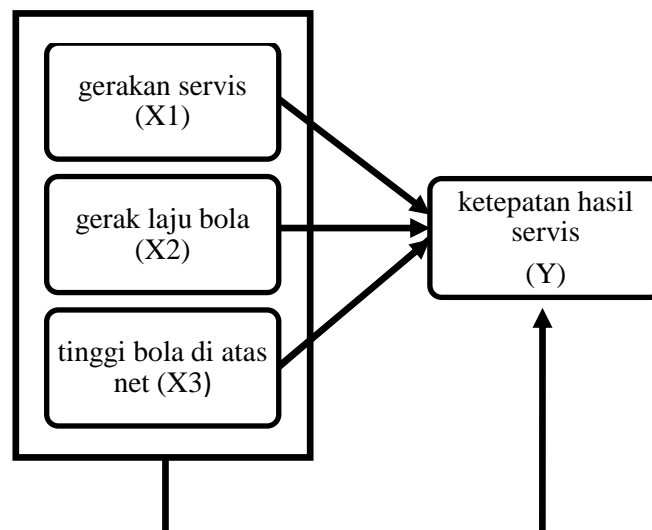 gerakan servis
(X1)
gerak laju bola
(X2)
tinggi bola di atas
net (X3)
ketepatan hasil
servis
(Y)